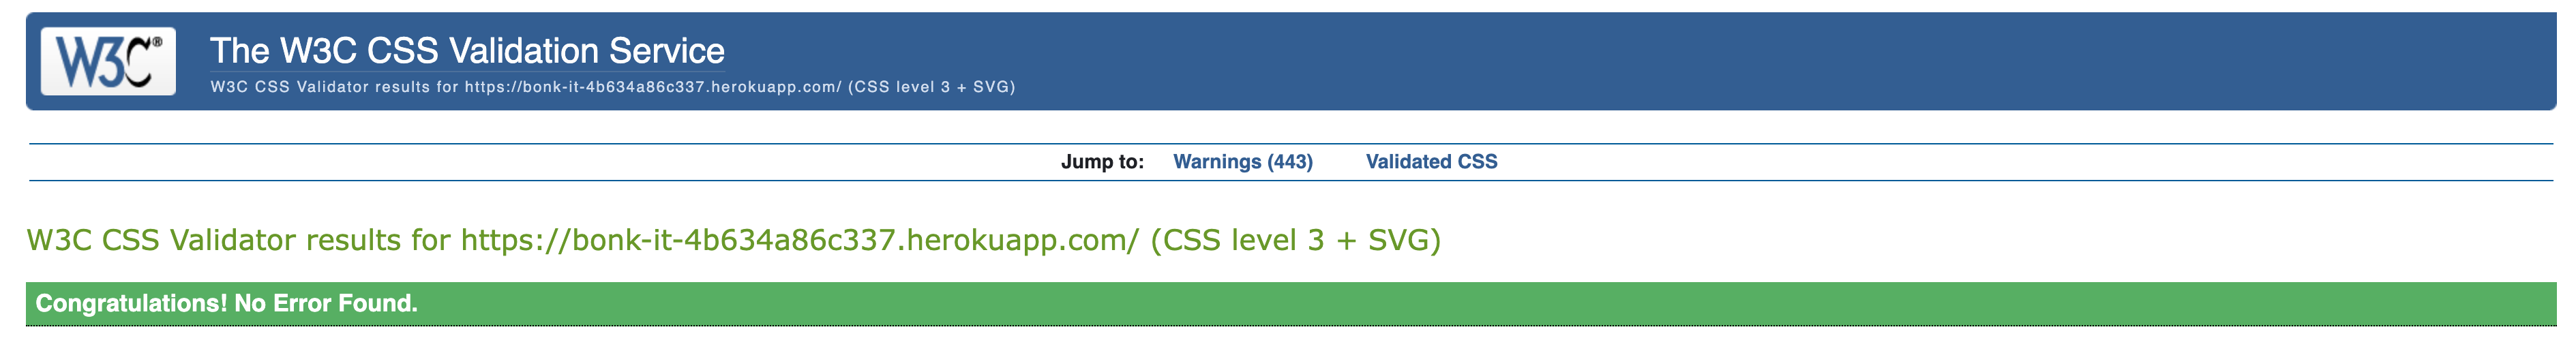 W3C®
The W3C CSS Validation Service
W3C CSS Validator results for https://bonk-it-4b634a86c337.herokuapp.com/ (CSS level 3 + SVG)
Jump to: Warnings (443) Validated CSS
W3C CSS Validator results for https://bonk-it-4b634a86c337.herokuapp.com/ (CSS level 3 + SVG)
Congratulations! No Error Found.